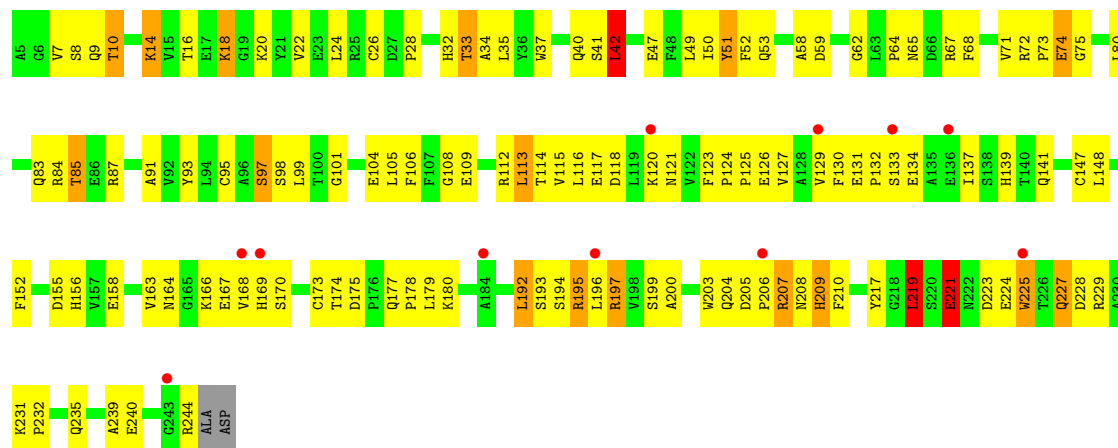 A5 G6 V7 S8 Q9 T10 K14 V15 T16 E17 K18 G19 K20 Y21 V22 E23 L24 R25 C26 D27 P28 H32 T33 A34 L35 Y36 W37 Q40 S41 L42 E47 F48 L49 I50 Y51 F52 Q53 A58 D59 G62 L63 P64 N65 D66 R67 F68 V71 R72 P73 E74 G75
Q83 R84 T85 E86 R87 A91 V92 Y93 L94 C95 A96 S97 S98 L99 T100 G101 E104 L105 F106 F107 G108 E109 R112 L113 T114 V115 L116 E117 D118 L119 K120 N121 V122 F123 P124 P125 E126 V127 A128 V129 F130 E131 P132 S133 E134 A135 E136 I137 S138 H139 T140 Q141 C147 L148
F152 D155 H156 V157 E158 V163 N164 G165 K166 E167 V168 H169 S170 C173 T174 D175 P176 Q177 P178 L179 K180 A184 L192 S193 S194 R195 L196 R197 V198 S199 A200 W203 Q204 D205 P206 R207 N208 H209 F210 Y217 G218 L219 S220 E221 N222 D223 E224 W225 T226 Q227 D228 R229
K231 P232 Q235 A239 E240 G243 R244 ALA ASP